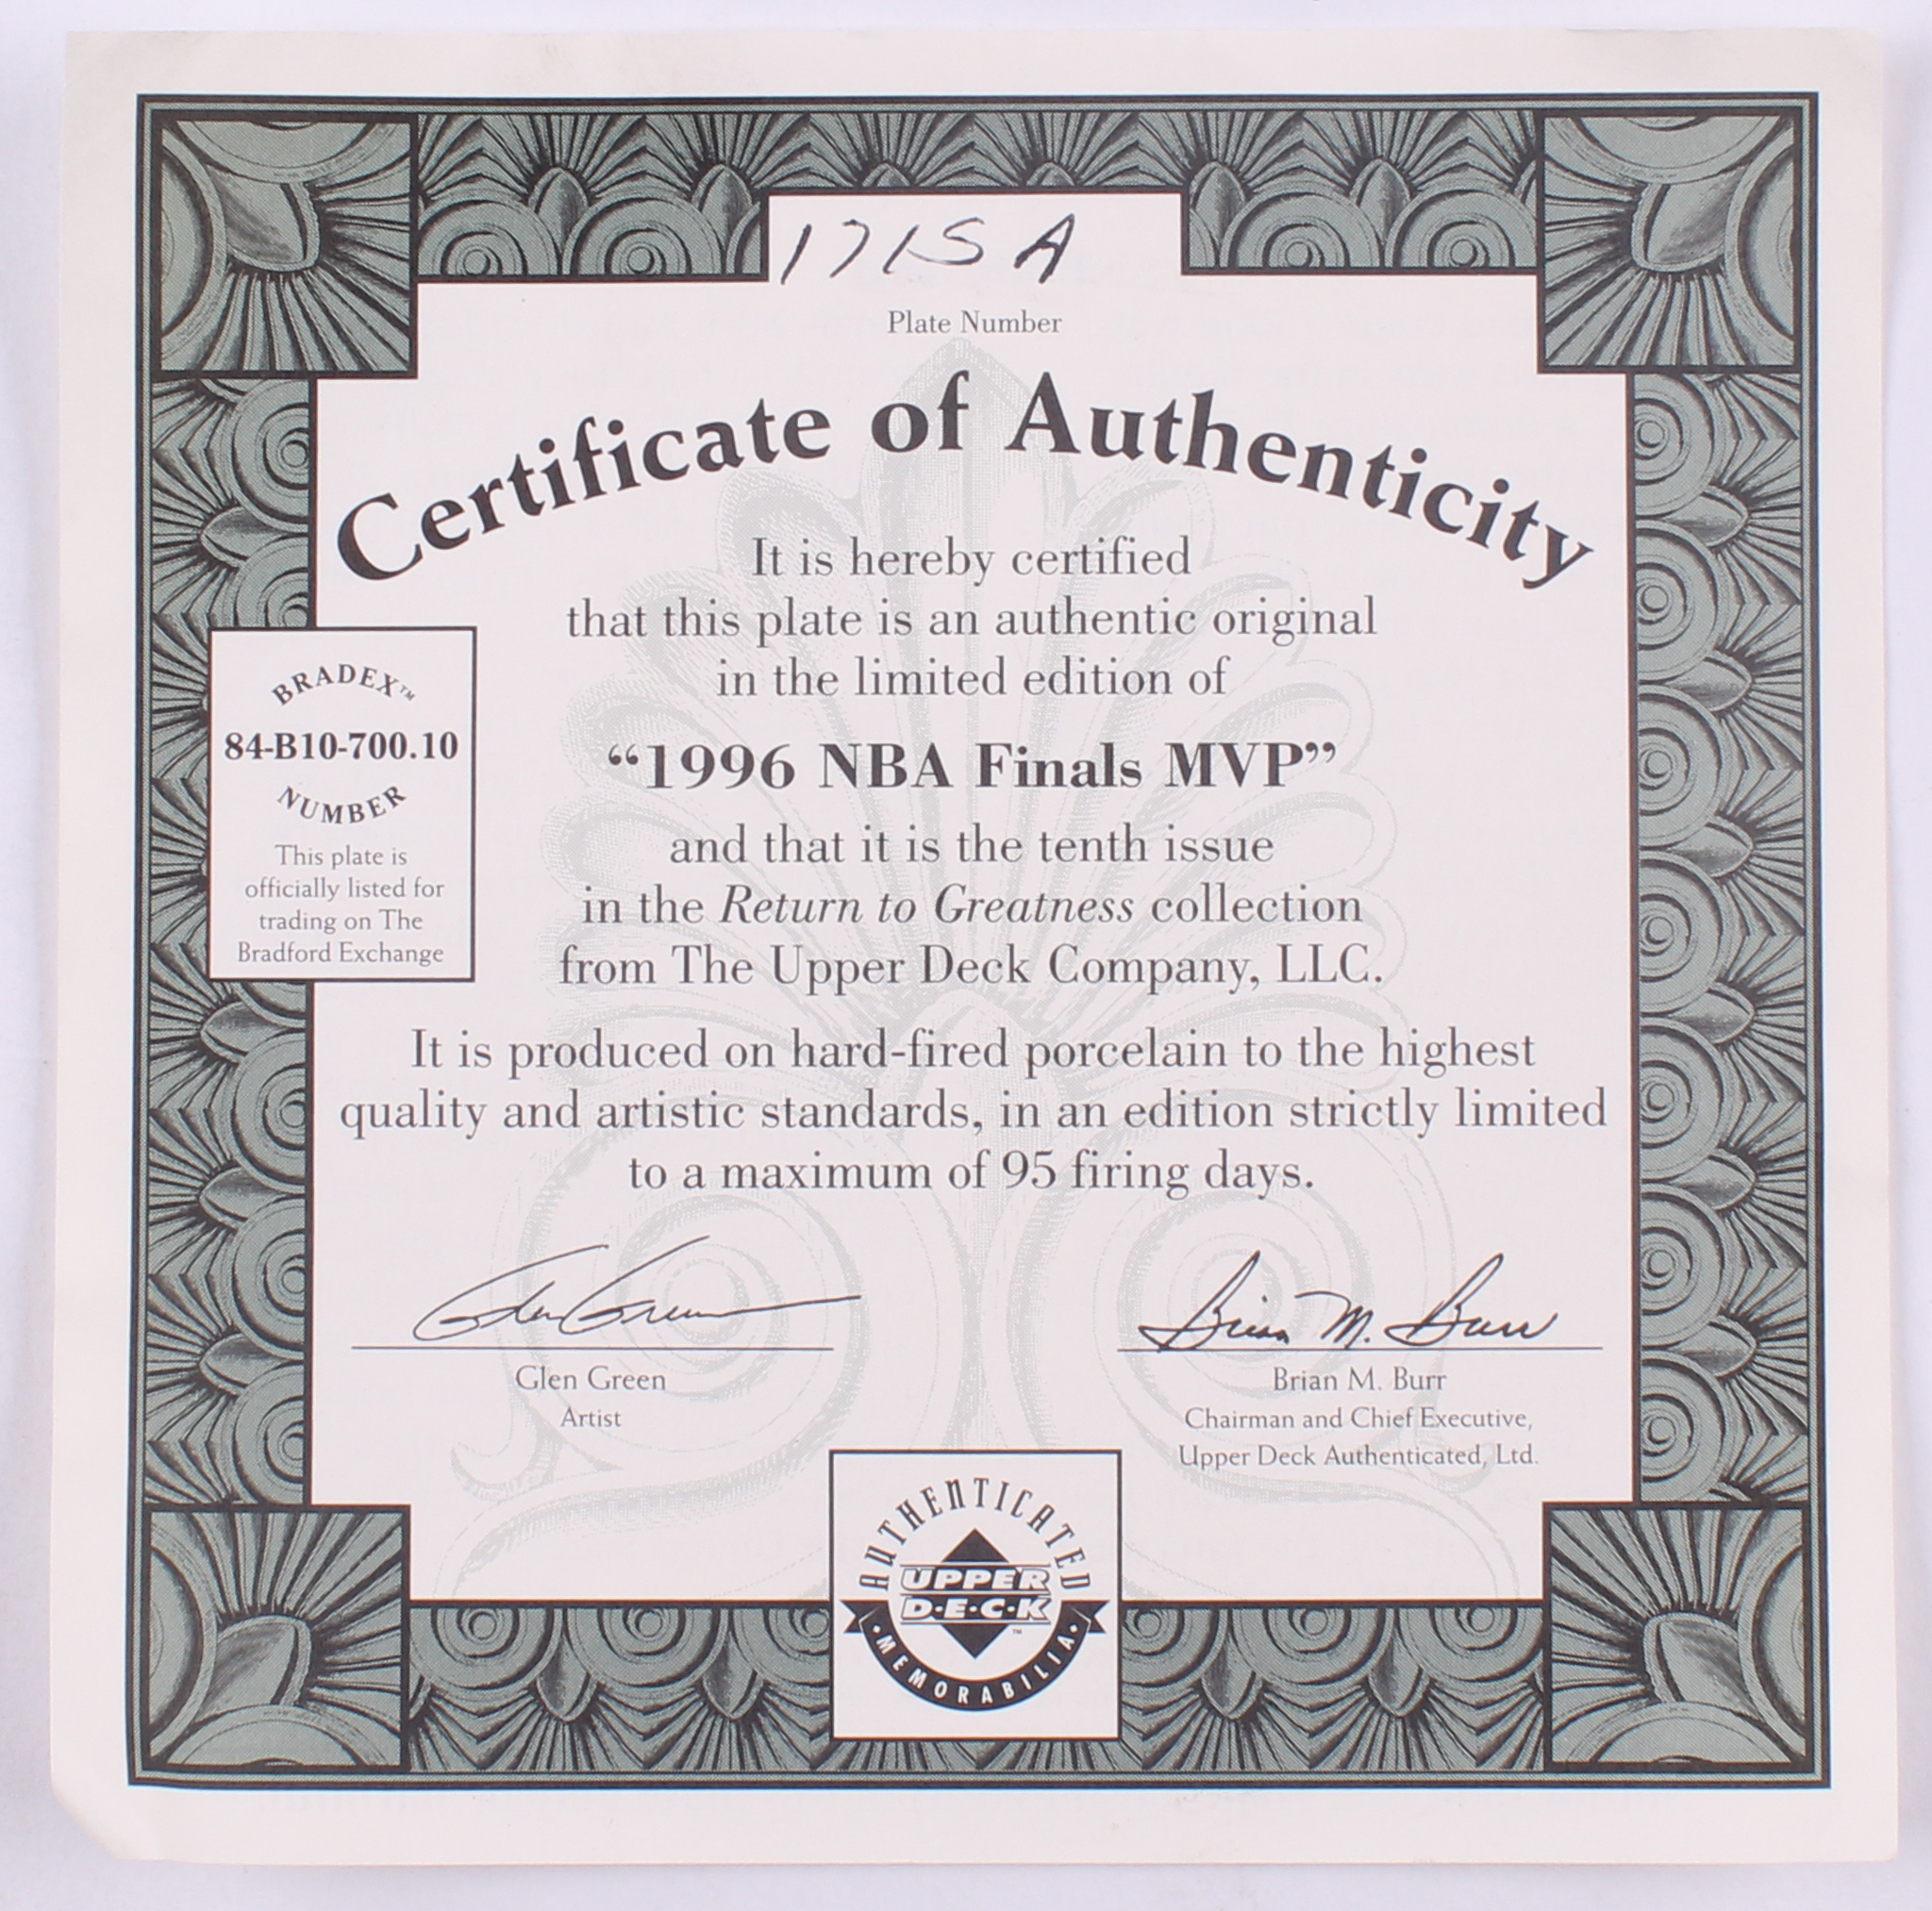 1715 A
Plate Number
Certificate of Authenticity
It is hereby certified
that this plate is an authentic original
in the limited edition of
“1996 NBA Finals MVP”
and that it is the tenth issue
in the Return to Greatness collection
from The Upper Deck Company, LLC.
BRADEX™
84-B10-700.10
NUMBER
This plate is
officially listed for
trading on The
Bradford Exchange
It is produced on hard-fired porcelain to the highest
quality and artistic standards, in an edition strictly limited
to a maximum of 95 firing days.
Glen Green
Glen Green
Artist
Brian M. Burr
Brian M. Burr
Chairman and Chief Executive,
Upper Deck Authenticated, Ltd.
AUTHENTICATED
UPPER
D·E·C·K
™
·MEMORABILIA·